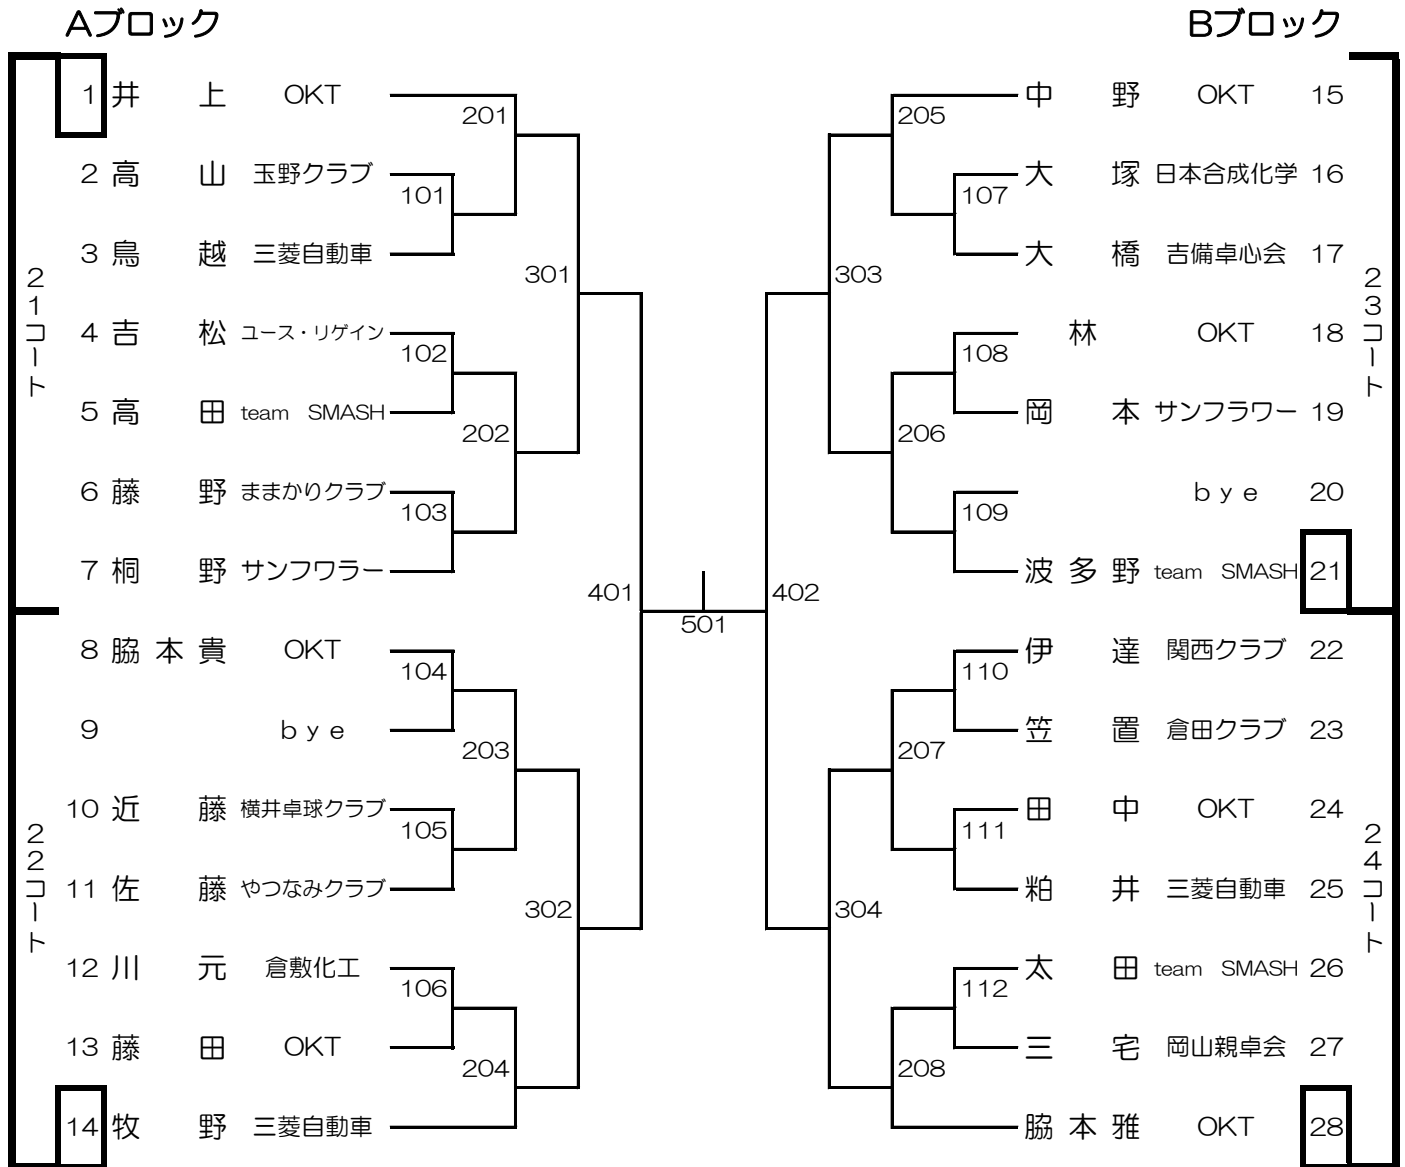 Aブロック
Bブロック
21コート
1 井 上 OKT
2 高 山 玉野クラブ
3 鳥 越 三菱自動車
4 吉 松 ユース・リゲイン
5 高 田 team SMASH
6 藤 野 ままかりクラブ
7 桐 野 サンフワラー
22コート
8 脇 本 貴 OKT
9 bye
10 近 藤 横井卓球クラブ
11 佐 藤 やつなみクラブ
12 川 元 倉敷化工
13 藤 田 OKT
14 牧 野 三菱自動車
101
102
103
104
105
106
201
202
203
204
301
302
401
501
402
303
304
205
206
207
208
107
108
109
110
111
112
中 野 OKT 15
大 塚 日本合成化学 16
大 橋 吉備卓心会 17
林 OKT 18
岡 本 サンフラワー 19
bye 20
波 多 野 team SMASH 21
23コート
伊 達 関西クラブ 22
笠 置 倉田クラブ 23
田 中 OKT 24
粕 井 三菱自動車 25
太 田 team SMASH 26
三 宅 岡山親卓会 27
脇 本 雅 OKT 28
24コート